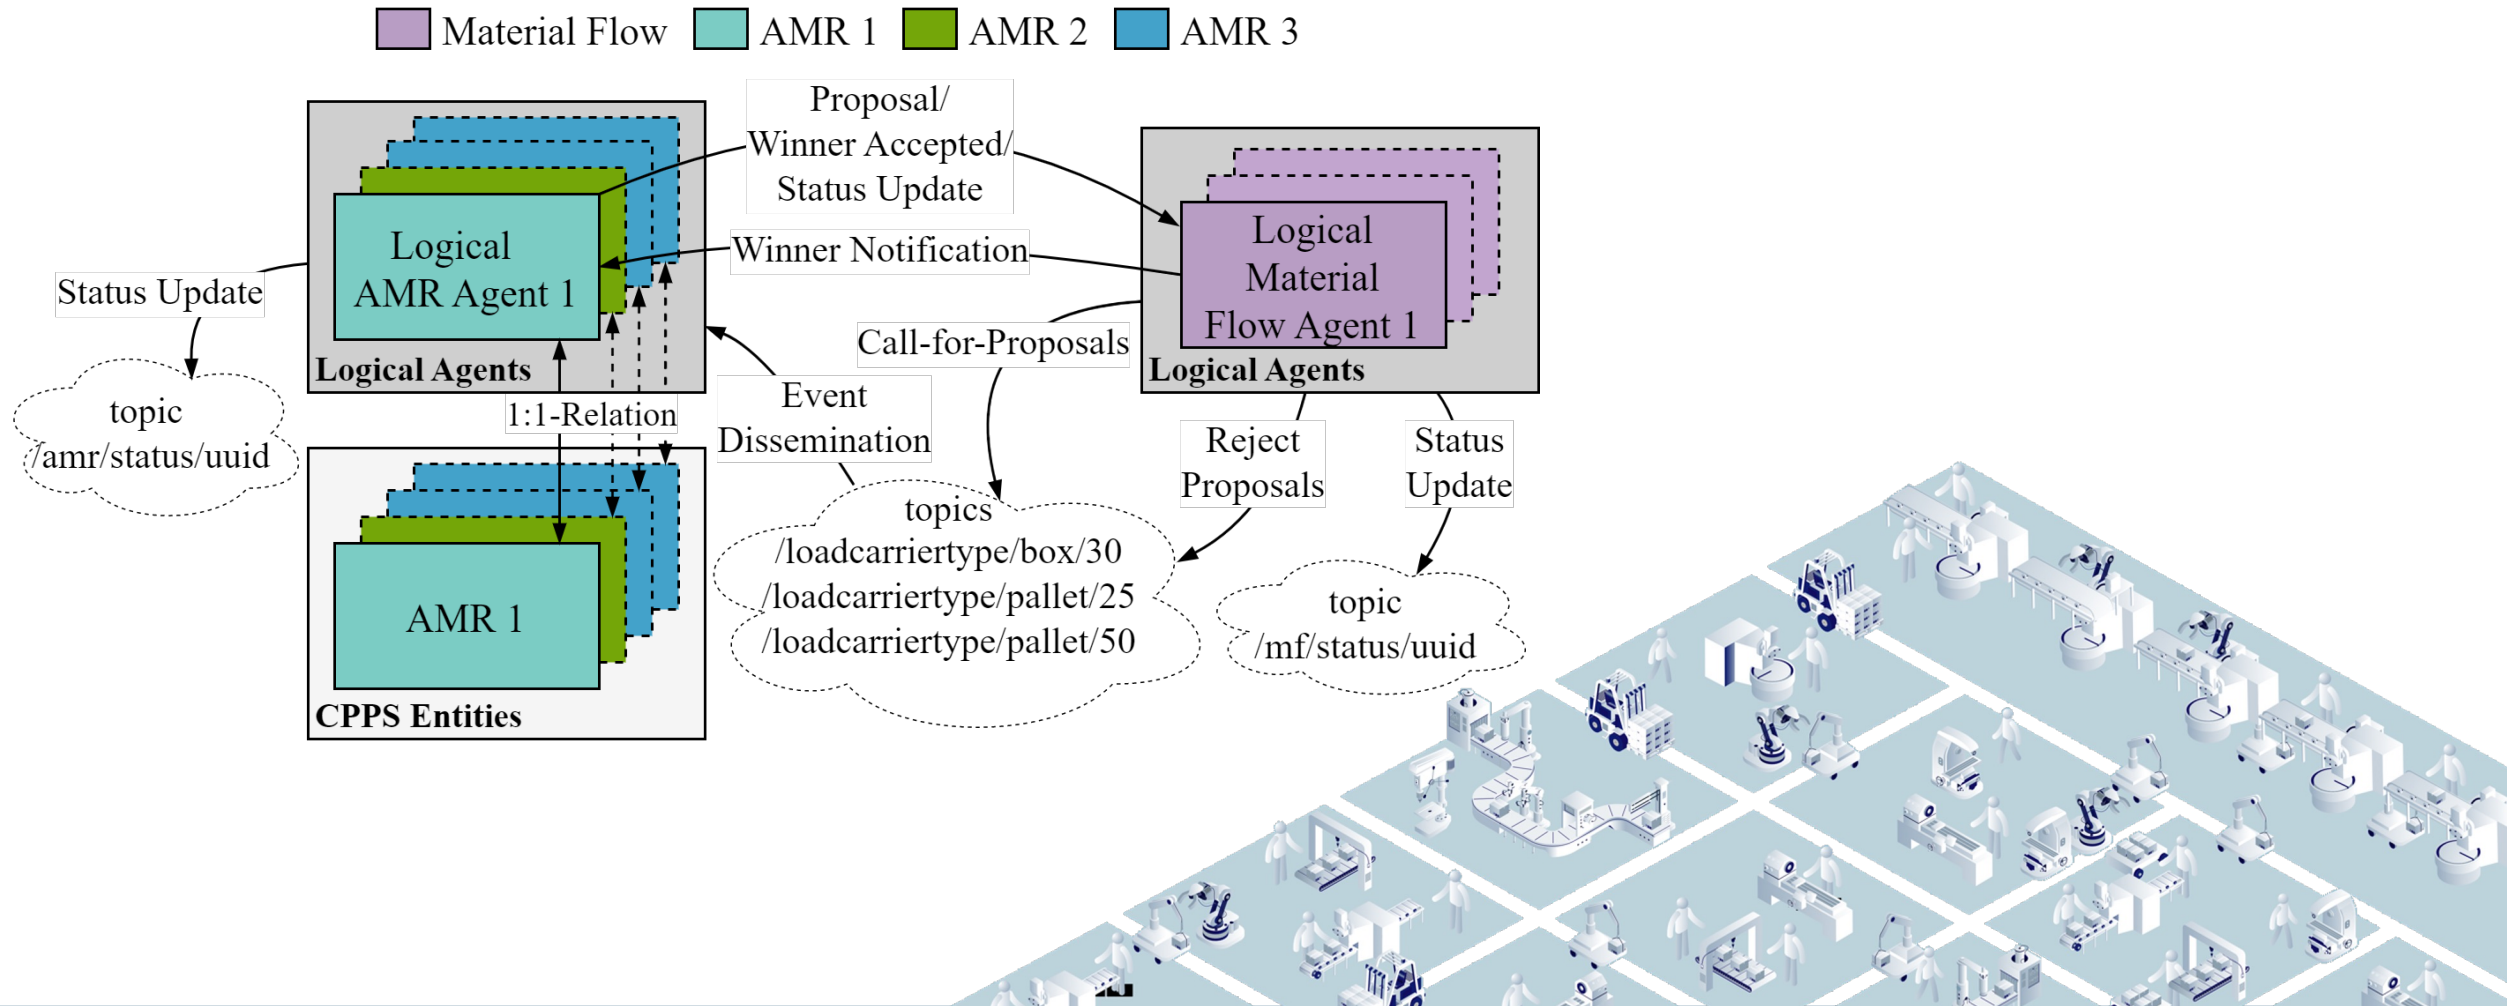 Material Flow
AMR 1
AMR 2
AMR 3
Proposal/
Winner Accepted/
Status Update
Logical
AMR Agent 1
Logical Agents
Winner Notification
Logical
Material
Flow Agent 1
Logical Agents
Status Update
topic
/amr/status/uuid
1:1-Relation
Call-for-Proposals
Event
Dissemination
Reject
Proposals
Status
Update
topics
/loadcarriertype/box/30
/loadcarriertype/pallet/25
/loadcarriertype/pallet/50
topic
/mf/status/uuid
AMR 1
CPPS Entities